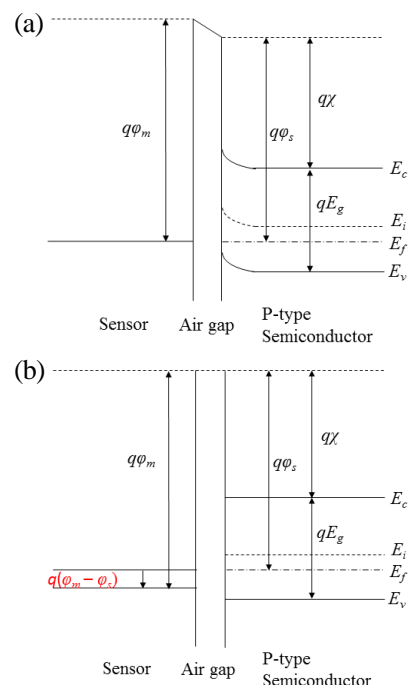 (a)
qχ
qφm
qφs
Ec
qEg
Ei
Ef
Ev
Sensor Air gap P-type
Semiconductor
(b)
qχ
qφm
qφs
Ec
qEg
Ei
q(φm − φs)
Ef
Ev
Sensor Air gap P-type
Semiconductor